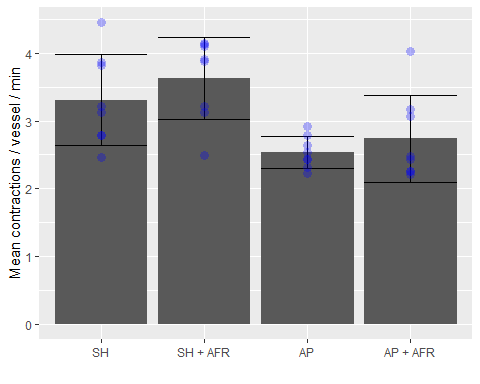 Mean contractions / vessel / min
4
3
2
1
0
SH
SH + AFR
AP
AP + AFR